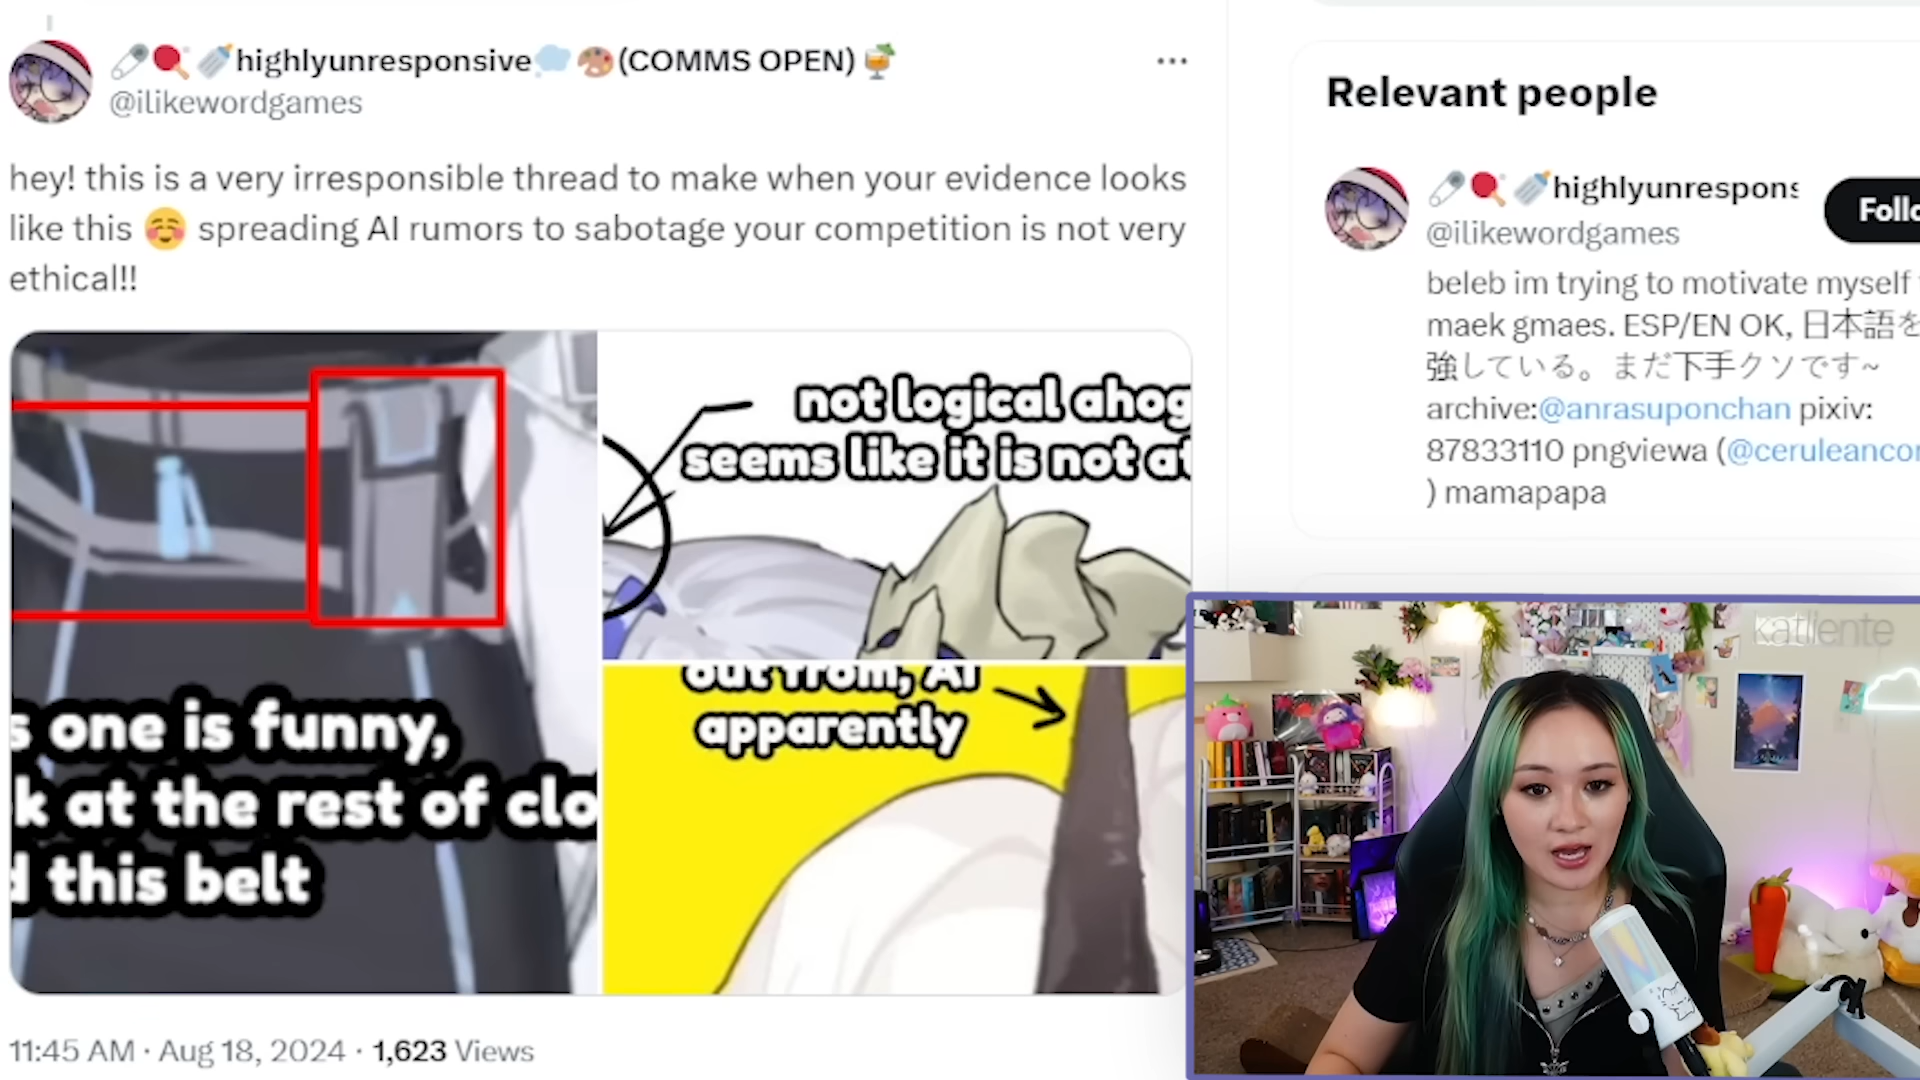 highlyunresponsive (COMMS OPEN)
@ilikewordgames
hey! this is a very irresponsible thread to make when your evidence looks
like this spreading AI rumors to sabotage your competition is not very
ethical!!
s one is funny,
k at the rest of clo
d this belt
not logical ahog
seems like it is not at
out from, AI
apparently
11:45 AM · Aug 18, 2024 · 1,623 Views
Relevant people
highlyunrespons
@ilikewordgames
Follo
beleb im trying to motivate myself
maek gmaes. ESP/EN OK, 日本語を
強している。まだ下手クソです~
archive:@anrasuponchan pixiv:
87833110 pngviewa (@ceruleancor
) mamapapa
katliente